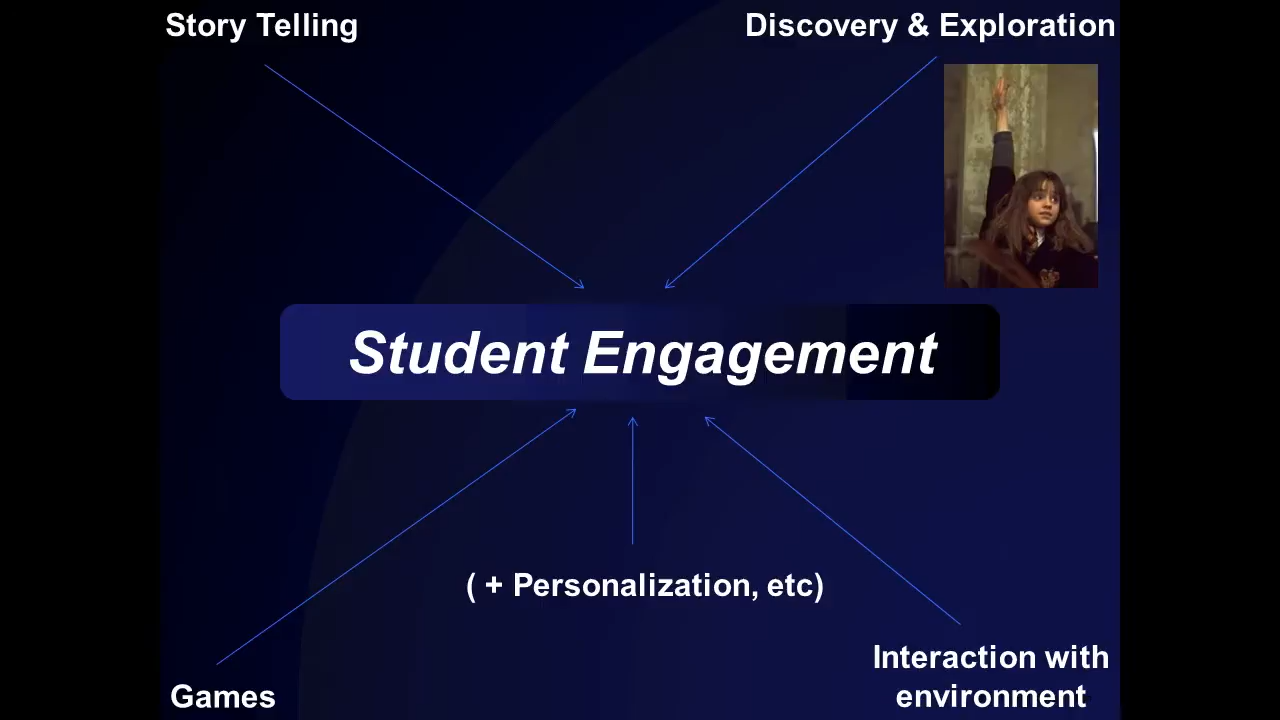 Story Telling
Discovery & Exploration
Student Engagement
( + Personalization, etc)
Interaction with
environment
Games